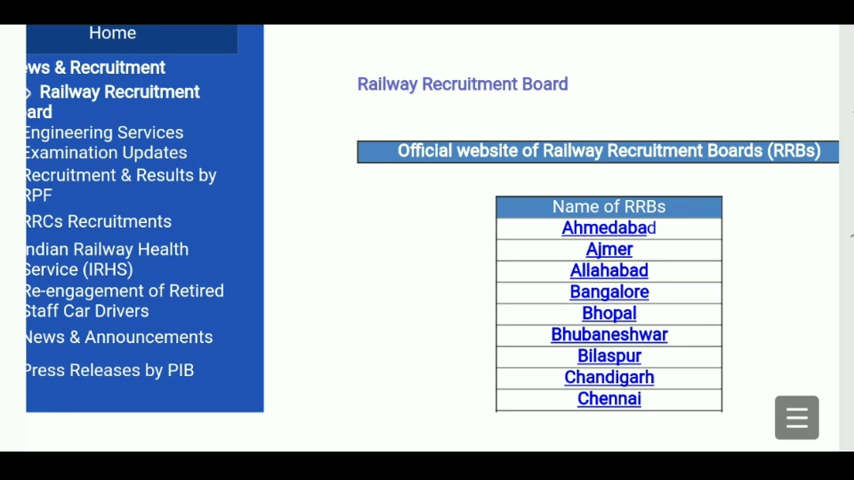 Home
ews & Recruitment
Railway Recruitment
ard
Engineering Services
Examination Updates
Recruitment & Results by
RPF
RRCs Recruitments
ndian Railway Health
Service (IRHS)
Re-engagement of Retired
Staff Car Drivers
News & Announcements
Press Releases by PIB
Railway Recruitment Board
Official website of Railway Recruitment Boards (RRBs)
Name of RRBs
Ahmedabad
Ajmer
Allahabad
Bangalore
Bhopal
Bhubaneshwar
Bilaspur
Chandigarh
Chennai